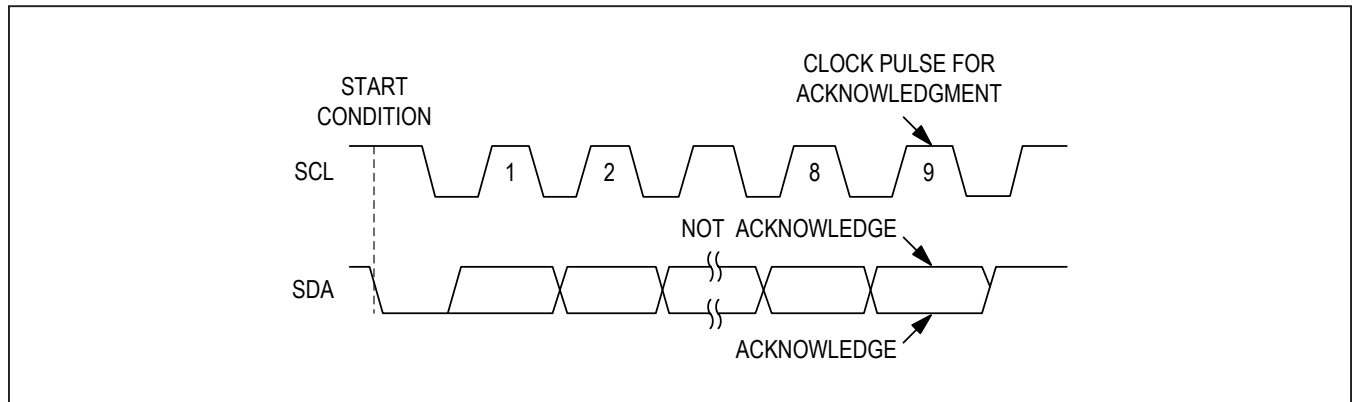 START
CONDITION
CLOCK PULSE FOR
ACKNOWLEDGMENT
SCL
1
2
8
9
NOT ACKNOWLEDGE
SDA
ACKNOWLEDGE